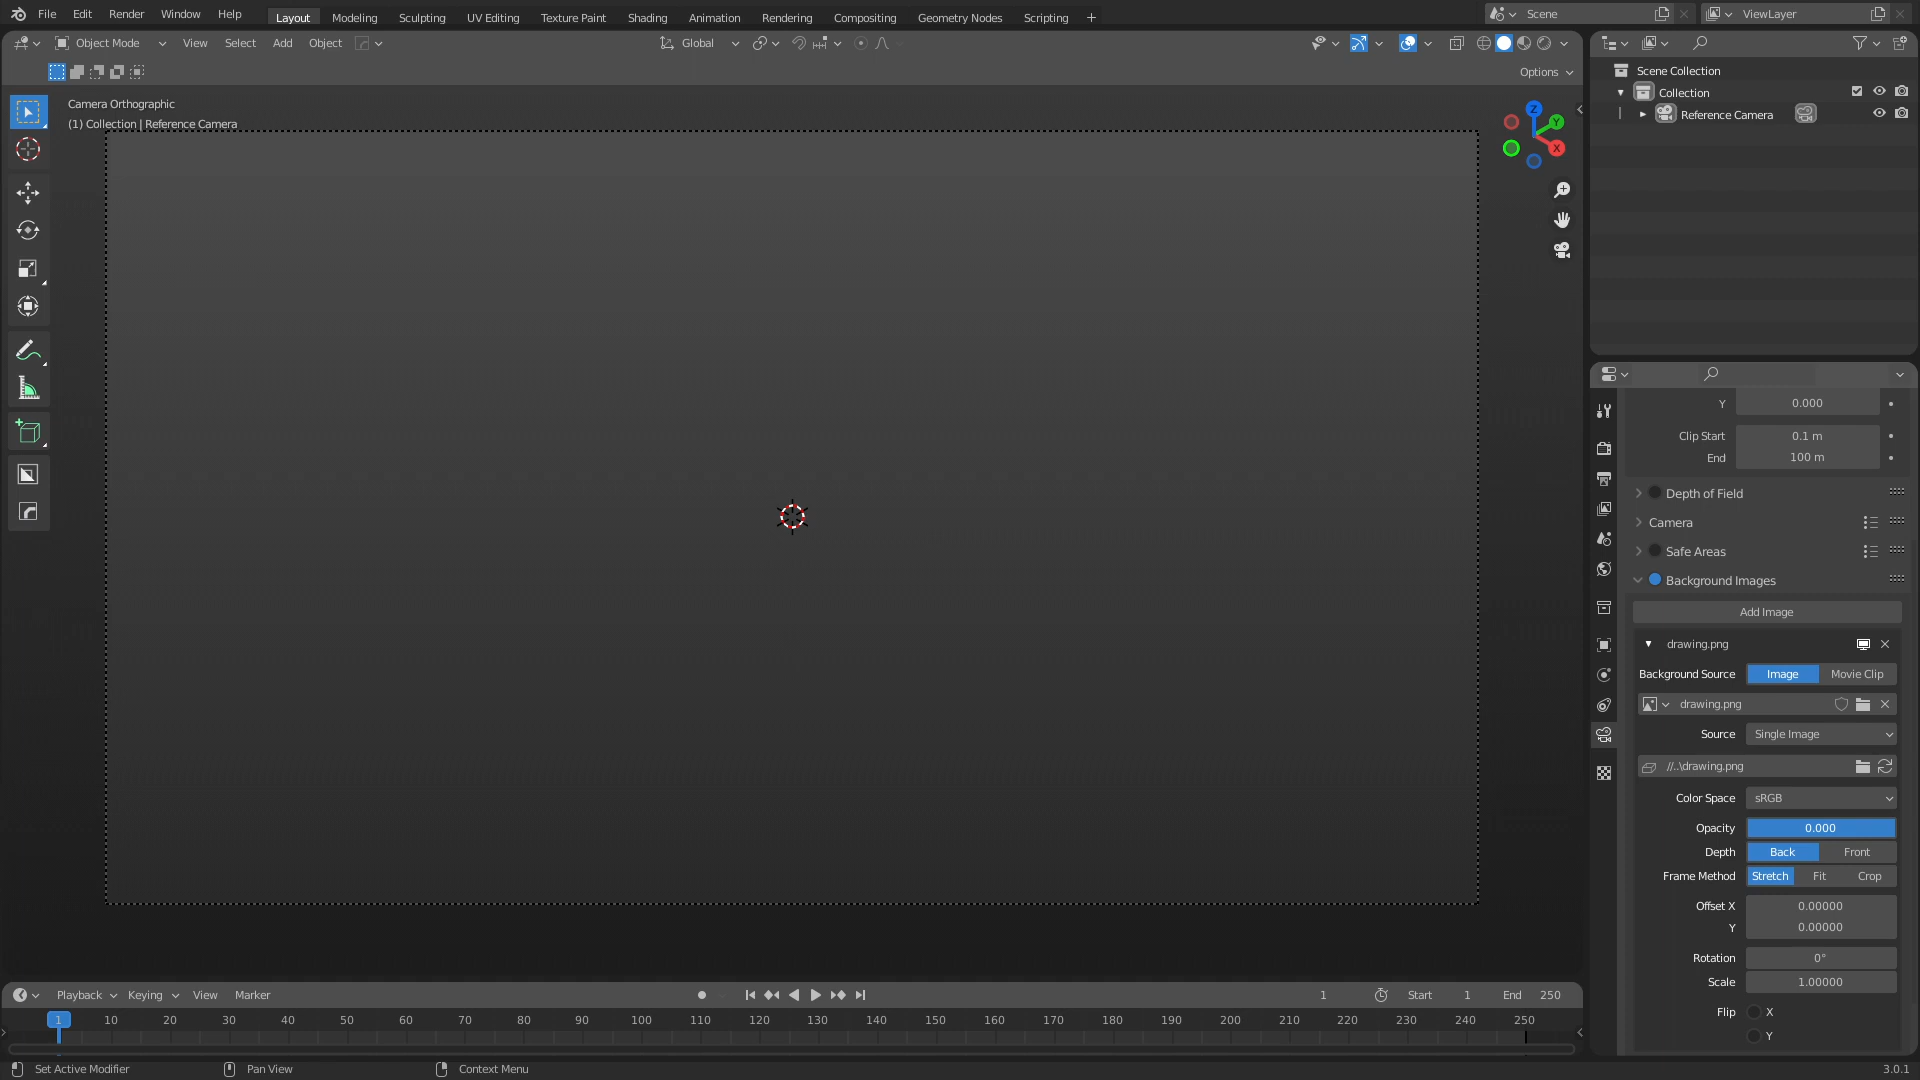 File Edit Render Window Help Layout Modeling Sculpting UV Editing Texture Paint Shading Animation Rendering Compositing Geometry Nodes Scripting + Scene ViewLayer
Object Mode View Select Add Object Global
Options
Camera Orthographic
(1) Collection | Reference Camera
Z
Y
X
Scene Collection
Collection
Reference Camera
Y 0.000
Clip Start 0.1 m
End 100 m
Depth of Field
Camera
Safe Areas
Background Images
Add Image
drawing.png
Background Source Image Movie Clip
drawing.png
Source Single Image
//..\drawing.png
Color Space sRGB
Opacity 0.000
Depth Back Front
Frame Method Stretch Fit Crop
Offset X 0.00000
Y 0.00000
Rotation 0°
Scale 1.00000
Flip X
Y
Playback Keying View Marker 1 Start 1 End 250
1 10 20 30 40 50 60 70 80 90 100 110 120 130 140 150 160 170 180 190 200 210 220 230 240 250
Set Active Modifier Pan View Context Menu 3.0.1